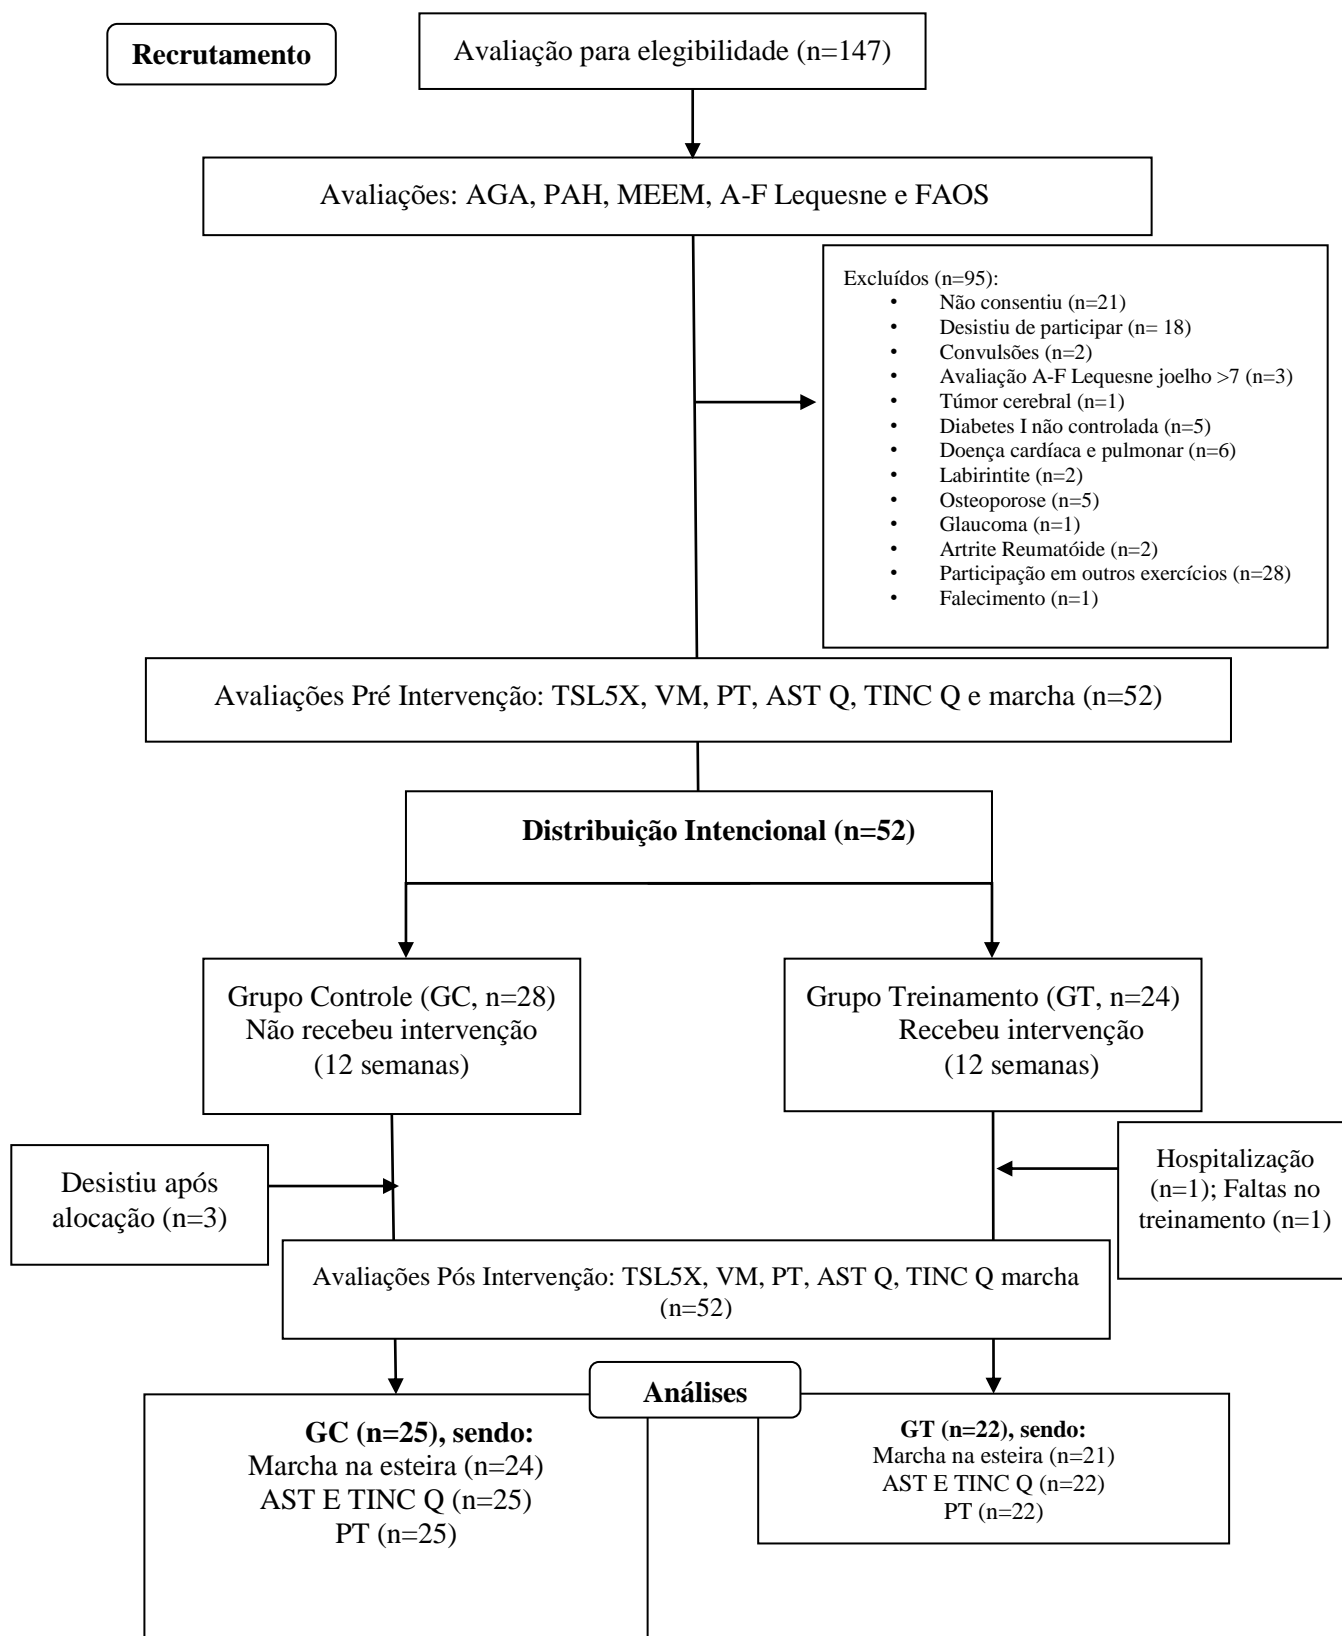 Recrutamento
Avaliação para elegibilidade (n=147)
Avaliações: AGA, PAH, MEEM, A-F Lequesne e FAOS
Excluídos (n=95):
• Não consentiu (n=21)
• Desistiu de participar (n= 18)
• Convulsões (n=2)
• Avaliação A-F Lequesne joelho >7 (n=3)
• Túmor cerebral (n=1)
• Diabetes I não controlada (n=5)
• Doença cardíaca e pulmonar (n=6)
• Labirintite (n=2)
• Osteoporose (n=5)
• Glaucoma (n=1)
• Artrite Reumatóide (n=2)
• Participação em outros exercícios (n=28)
• Falecimento (n=1)
Avaliações Pré Intervenção: TSL5X, VM, PT, AST Q, TINC Q e marcha (n=52)
Distribuição Intencional (n=52)
Grupo Controle (GC, n=28)
Não recebeu intervenção
(12 semanas)
Grupo Treinamento (GT, n=24)
Recebeu intervenção
(12 semanas)
Desistiu após
alocação (n=3)
Hospitalização
(n=1); Faltas no
treinamento (n=1)
Avaliações Pós Intervenção: TSL5X, VM, PT, AST Q, TINC Q marcha
(n=52)
Análises
GC (n=25), sendo:
Marcha na esteira (n=24)
AST E TINC Q (n=25)
PT (n=25)
GT (n=22), sendo:
Marcha na esteira (n=21)
AST E TINC Q (n=22)
PT (n=22)